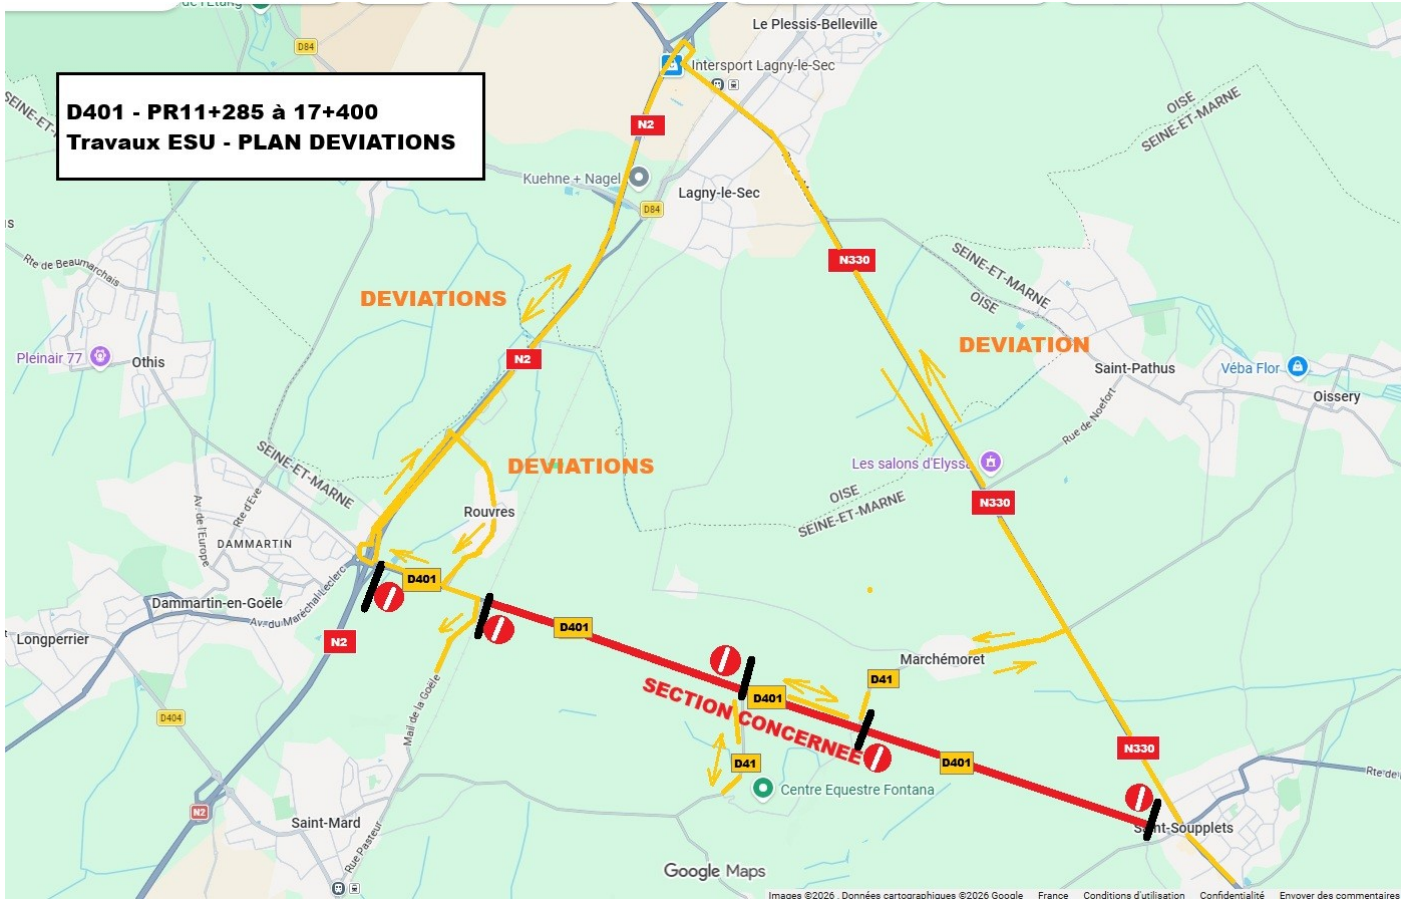 de l'Étang
Le Plessis-Belleville
D84
Intersport Lagny-le-Sec
D401 - PR11+285 à 17+400
Travaux ESU - PLAN DEVIATIONS
OISE
SEINE-ET-MARNE
N2
Kuehne + Nagel
Lagny-le-Sec
D84
Rte de Beaumarchais
N330
SEINE-ET-MARNE
OISE
DEVIATIONS
DEVIATION
N2
Pleinair 77
Othis
Saint-Pathus
Véba Flor
Oissery
Rue de Noefort
SEINE-ET-MARNE
DEVIATIONS
Les salons d'Elyssa
OISE
SEINE-ET-MARNE
N330
Rte d'Eve
Av. de l'Europe
Rouvres
DAMMARTIN
D401
Dammartin-en-Goële
Av. du Maréchal-Leclerc
Longperrier
N2
D401
Marchémoret
D41
SECTION CONCERNEE
D401
Mail de la Goële
D404
D41
D401
N330
Rte de
Centre Equestre Fontana
N2
Saint-Mard
Rue Pasteur
Saint-Soupplets
Google Maps
Images ©2026 , Données cartographiques ©2026 Google France Conditions d'utilisation Confidentialité Envoyer des commentaires